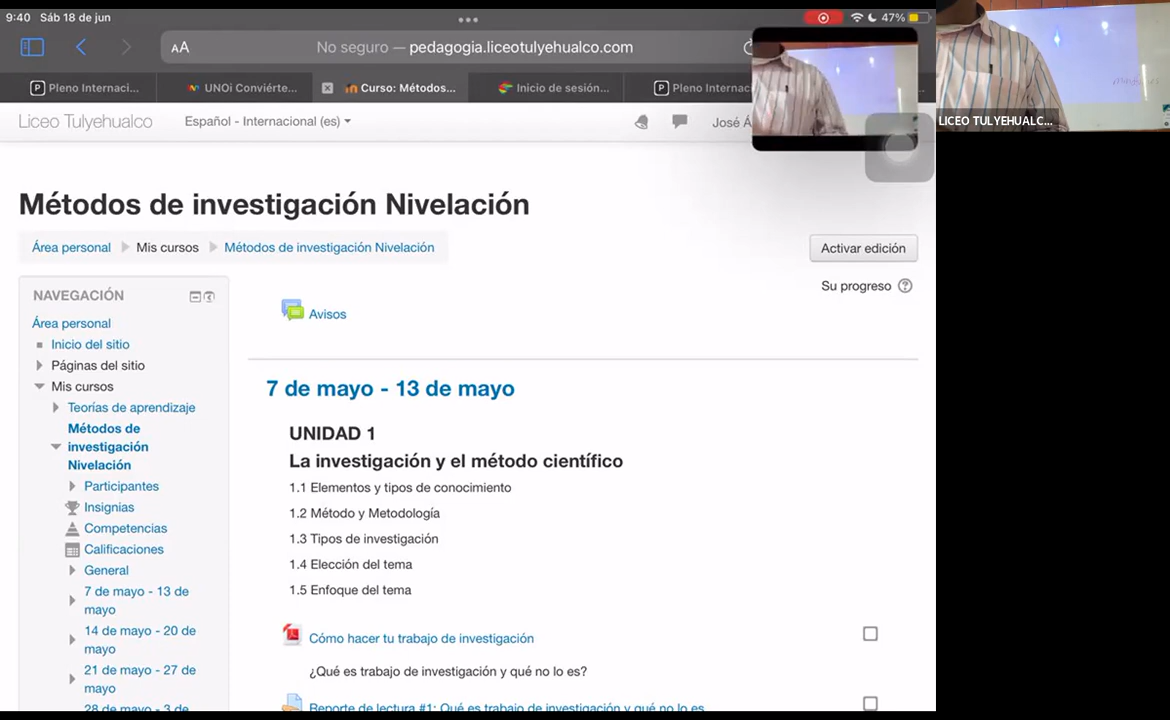 9:40 Sáb 18 de jun
47%
AA No seguro — pedagogia.liceotulyehualco.com
Pleno Internaci...
UNOi Conviérte...
Curso: Métodos...
Inicio de sesión...
Pleno Internac
LICEO TULYEHUALC...
Liceo Tulyehualco
Español - Internacional (es)
José Á
Métodos de investigación Nivelación
Área personal
Mis cursos
Métodos de investigación Nivelación
Activar edición
Su progreso
NAVEGACIÓN
Área personal
Inicio del sitio
Páginas del sitio
Mis cursos
Teorías de aprendizaje
Métodos de
investigación
Nivelación
Participantes
Insignias
Competencias
Calificaciones
General
7 de mayo - 13 de
mayo
14 de mayo - 20 de
mayo
21 de mayo - 27 de
mayo
28 de mayo - 3 de
Avisos
7 de mayo - 13 de mayo
UNIDAD 1
La investigación y el método científico
1.1 Elementos y tipos de conocimiento
1.2 Método y Metodología
1.3 Tipos de investigación
1.4 Elección del tema
1.5 Enfoque del tema
Cómo hacer tu trabajo de investigación
¿Qué es trabajo de investigación y qué no lo es?
Reporte de lectura #1: Qué es trabajo de investigación y qué no lo es